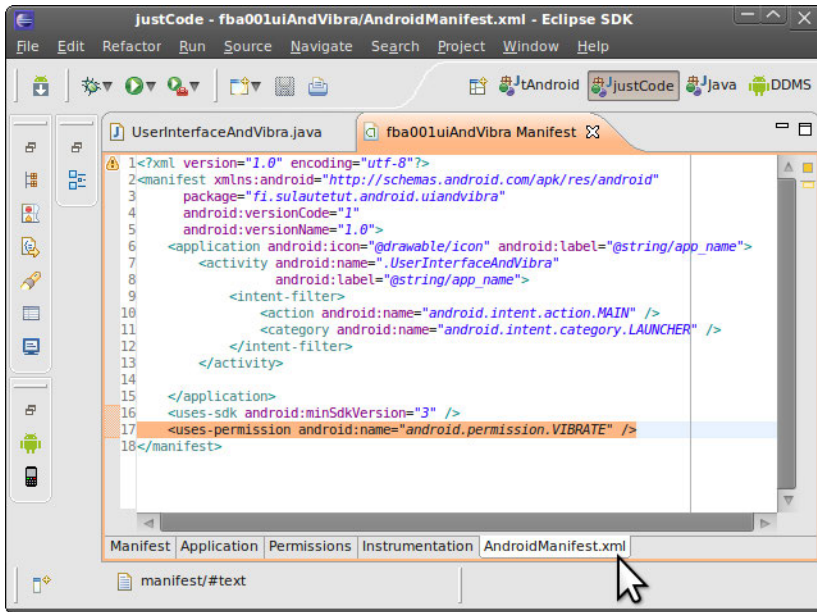 justCode - fba001uiAndVibra/AndroidManifest.xml - Eclipse SDK
File Edit Refactor Run Source Navigate Search Project Window Help
JtAndroid JjustCode JJava DDMS
J UserInterfaceAndVibra.java a fba001uiAndVibra Manifest
1<?xml version="1.0" encoding="utf-8"?>
2<manifest xmlns:android="http://schemas.android.com/apk/res/android"
3 package="fi.sulautetut.android.uiandvibra"
4 android:versionCode="1"
5 android:versionName="1.0">
6 <application android:icon="@drawable/icon" android:label="@string/app_name">
7 <activity android:name=".UserInterfaceAndVibra"
8 android:label="@string/app_name">
9 <intent-filter>
10 <action android:name="android.intent.action.MAIN" />
11 <category android:name="android.intent.category.LAUNCHER" />
12 </intent-filter>
13 </activity>
14
15 </application>
16 <uses-sdk android:minSdkVersion="3" />
17 <uses-permission android:name="android.permission.VIBRATE" />
18</manifest>
Manifest Application Permissions Instrumentation AndroidManifest.xml
manifest/#text